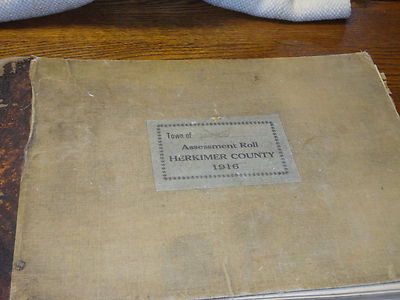 Town of
Assessment Roll
HERKIMER COUNTY
1916